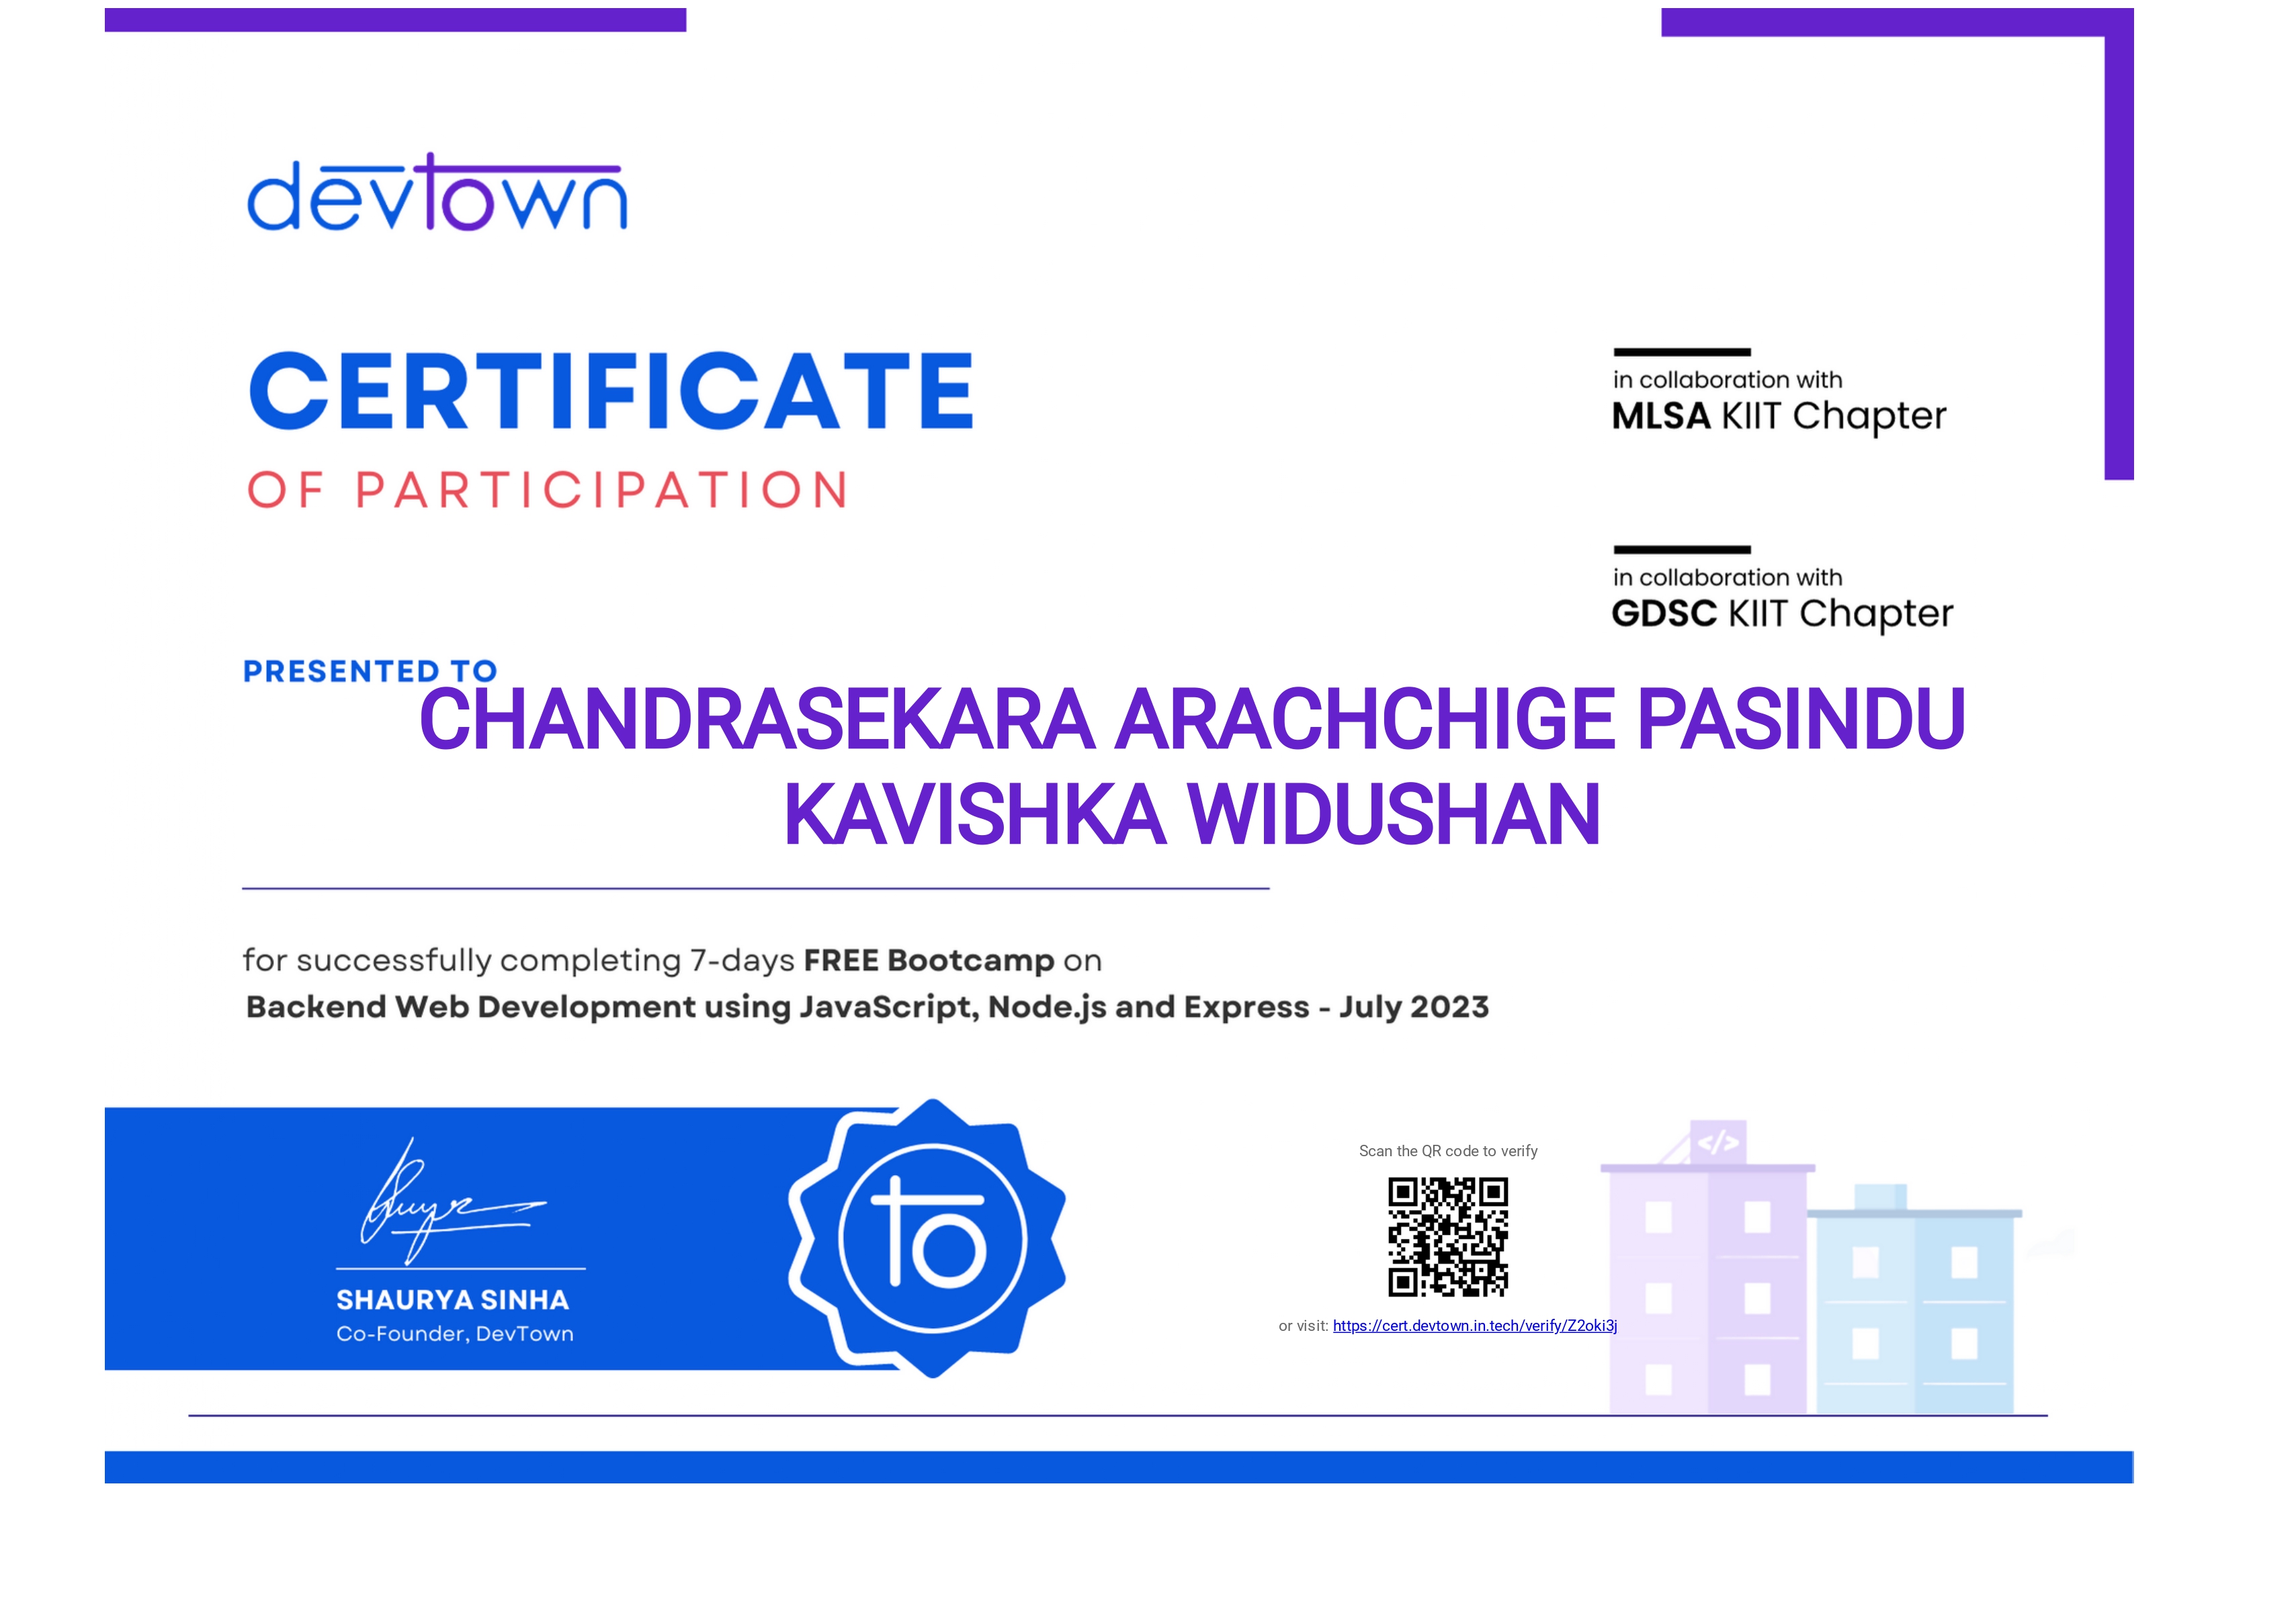 devtown
CERTIFICATE
OF PARTICIPATION
in collaboration with
MLSA KIIT Chapter
in collaboration with
GDSC KIIT Chapter
PRESENTED TO
CHANDRASEKARA ARACHCHIGE PASINDU
KAVISHKA WIDUSHAN
for successfully completing 7-days FREE Bootcamp on
Backend Web Development using JavaScript, Node.js and Express - July 2023
SHAURYA SINHA
Co-Founder, DevTown
to
Scan the QR code to verify
or visit: https://cert.devtown.in.tech/verify/Z2oki3j
</>